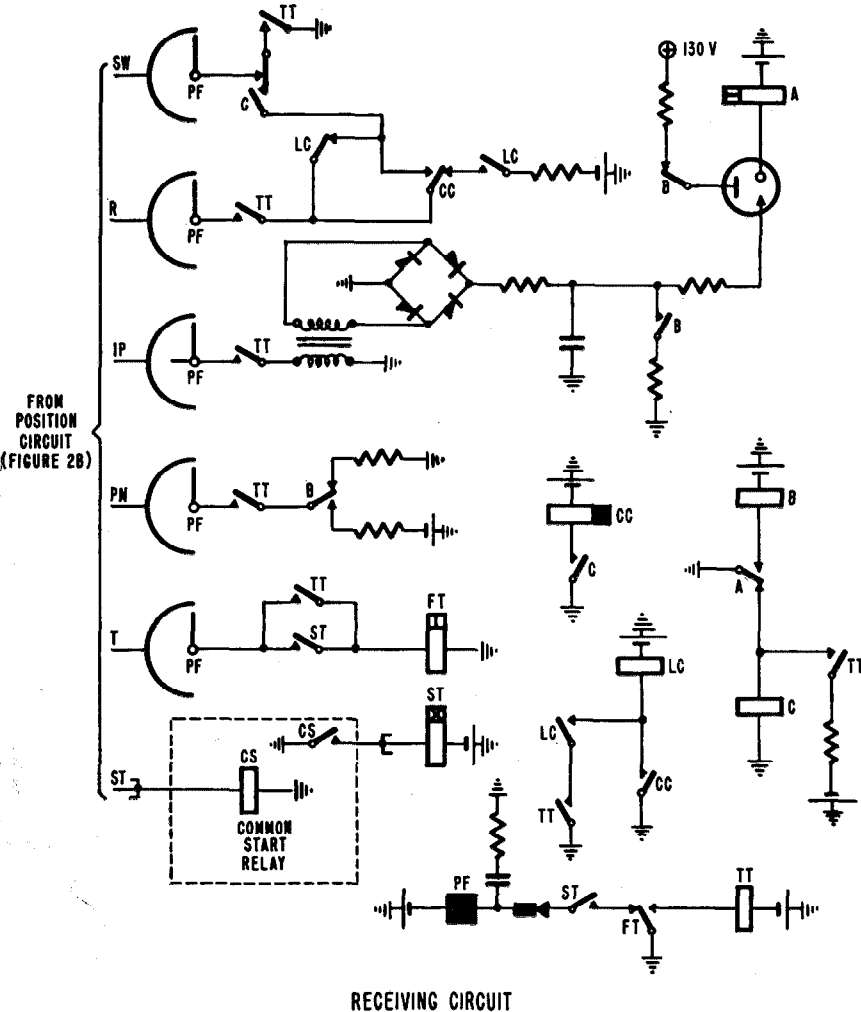 TT
SW
PF
C
130 V
A
LC
LC
CC
B
R
TT
PF
IP
TT
PF
B
FROM
POSITION
CIRCUIT
(FIGURE 2B)
PM
TT
B
PF
CC
C
B
A
T
TT
ST
FT
PF
LC
TT
C
ST
CS
ST
CS
COMMON
START
RELAY
LC
CC
TT
PF
ST
FT
TT
RECEIVING CIRCUIT